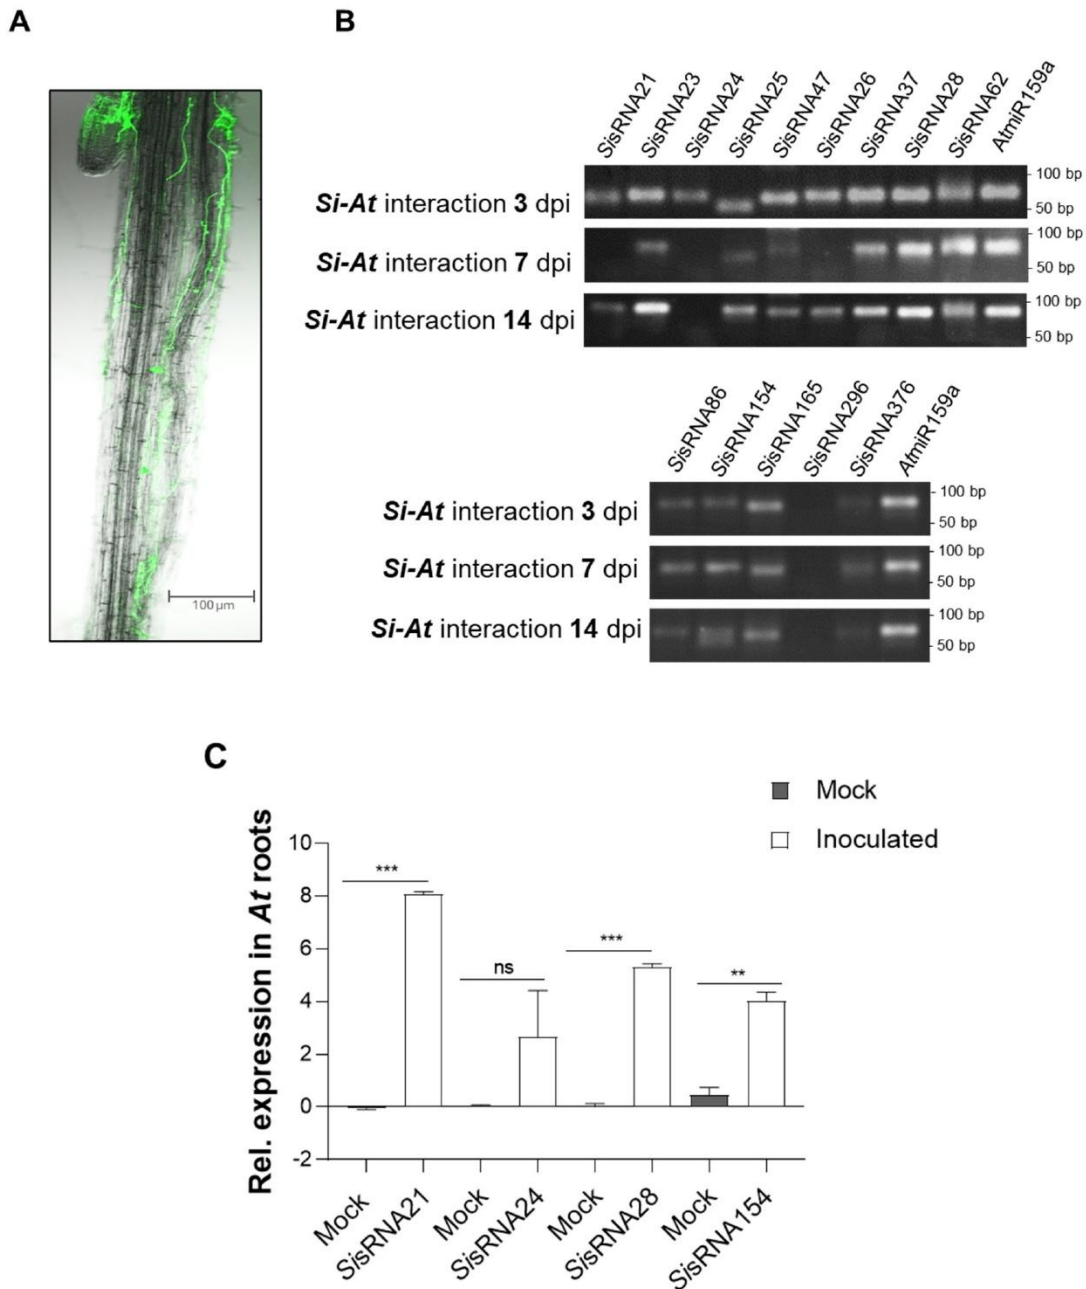 A
B
100 µm
SisRNA21
SisRNA23
SisRNA24
SisRNA25
SisRNA47
SisRNA26
SisRNA37
SisRNA28
SisRNA62
AtmiR159a
Si-At interaction 3 dpi
100 bp
50 bp
Si-At interaction 7 dpi
100 bp
50 bp
Si-At interaction 14 dpi
100 bp
50 bp
SisRNA86
SisRNA154
SisRNA165
SisRNA296
SisRNA376
AtmiR159a
Si-At interaction 3 dpi
100 bp
50 bp
Si-At interaction 7 dpi
100 bp
50 bp
Si-At interaction 14 dpi
100 bp
50 bp
C
Mock
Inoculated
Rel. expression in At roots
10
8
6
4
2
0
-2
***
ns
***
**
Mock
SisRNA21
Mock
SisRNA24
Mock
SisRNA28
Mock
SisRNA154